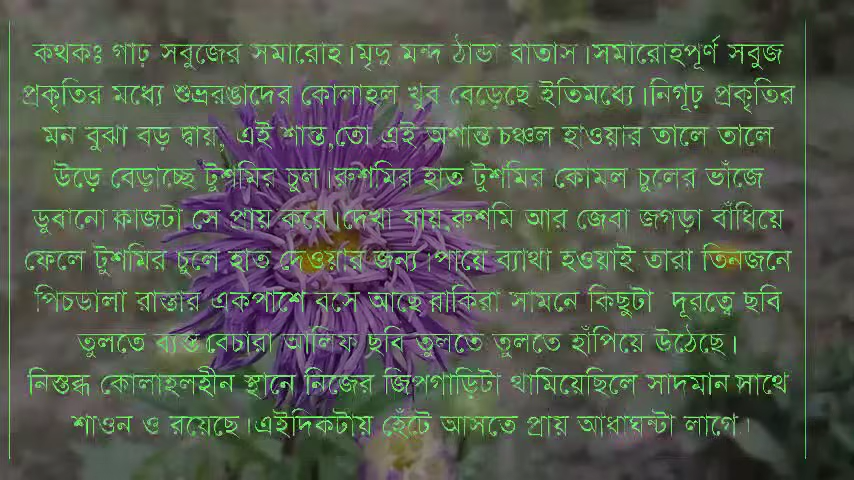 কথকঃ গাঢ় সবুজের সমারোহ।মৃদু মন্দ ঠান্ডা বাতাস।সমারোহপূর্ণ সবুজ
প্রকৃতির মধ্যে শুভ্ররঙাদের কোলাহল খুব বেড়েছে ইতিমধ্যে।নিগূঢ় প্রকৃতির
মন বুঝা বড় দ্বায়, এই শান্ত,তো এই অশান্ত চঞ্চল হাওয়ার তালে তালে
উড়ে বেড়াচ্ছে টুশমির চুল।রুশমির হাত টুশমির কোমল চুলের ভাঁজে
ডুবানো কাজটা সে প্রায় করে।দেখা যায়,রুশমি আর জেবা জগড়া বাঁধিয়ে
ফেলে টুশমির চুলে হাত দেওয়ার জন্য।পায়ে ব্যাথা হওয়াই তারা তিনজনে
পিচডালা রাস্তার একপাশে বসে আছে,বাকিরা সামনে কিছুটা দূরত্বে ছবি
তুলতে ব্যস্ত।বেচারা আলিফ ছবি তুলতে তুলতে হাঁপিয়ে উঠেছে।
নিস্তব্ধ কোলাহলহীন স্থানে নিজের জিপগাড়িটা থামিয়েছিলে সাদমান।সাথে
শাওন ও রয়েছে।এইদিকটায় হেঁটে আসতে প্রায় আধাঘন্টা লাগে।